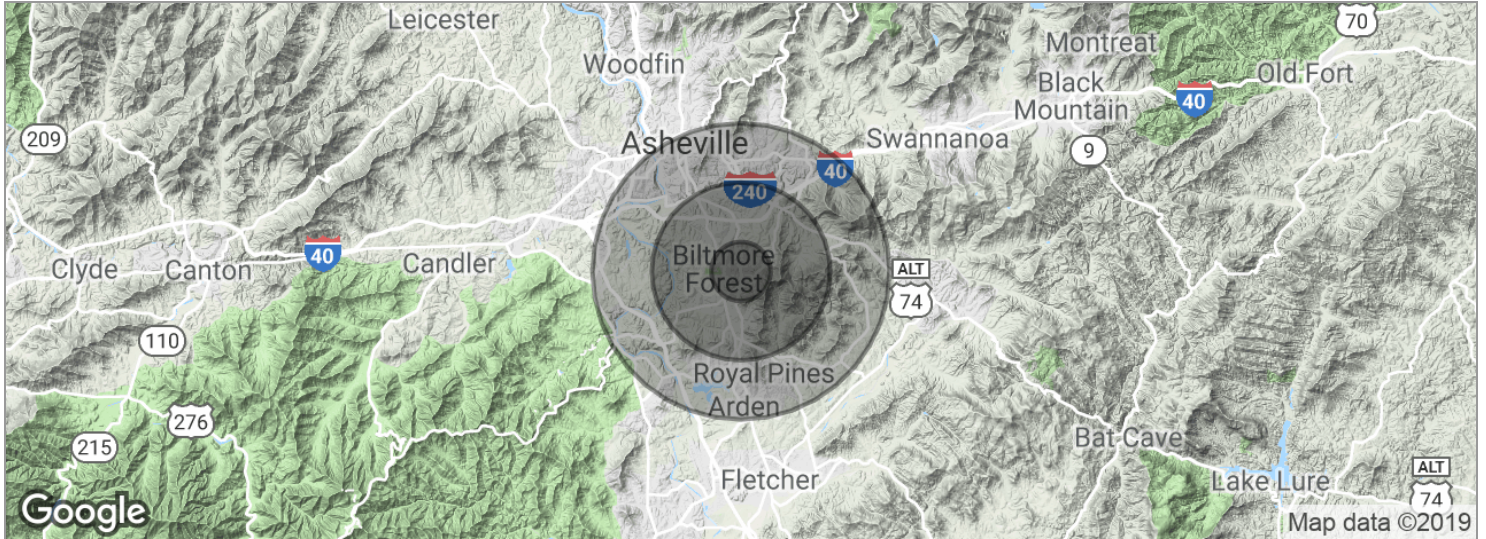 Leicester
70
Montreat
Woodfin
Black
Mountain
Old Fort
40
209
Asheville
Swannanoa
9
40
240
Biltmore
Forest
40
Clyde
Canton
Candler
ALT
74
110
Royal Pines
Arden
276
215
Bat Cave
Fletcher
Lake Lure
ALT
74
Google
Map data ©2019